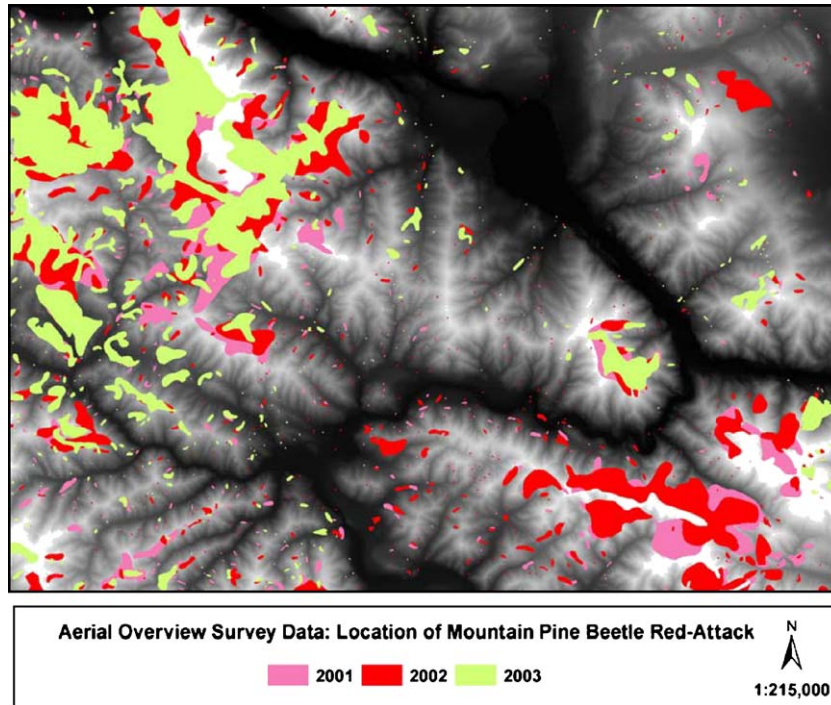 Aerial Overview Survey Data: Location of Mountain Pine Beetle Red-Attack
N
2001 2002 2003
1:215,000